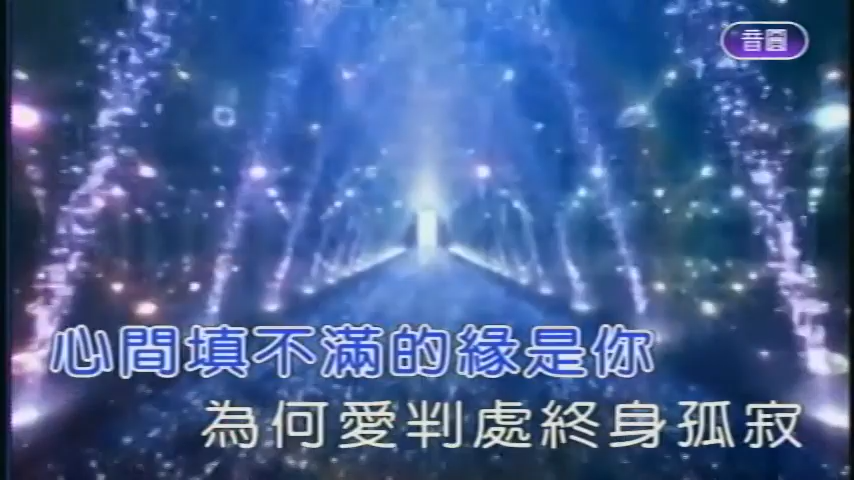 音圓
心間填不滿的緣是你
為何愛判處終身孤寂